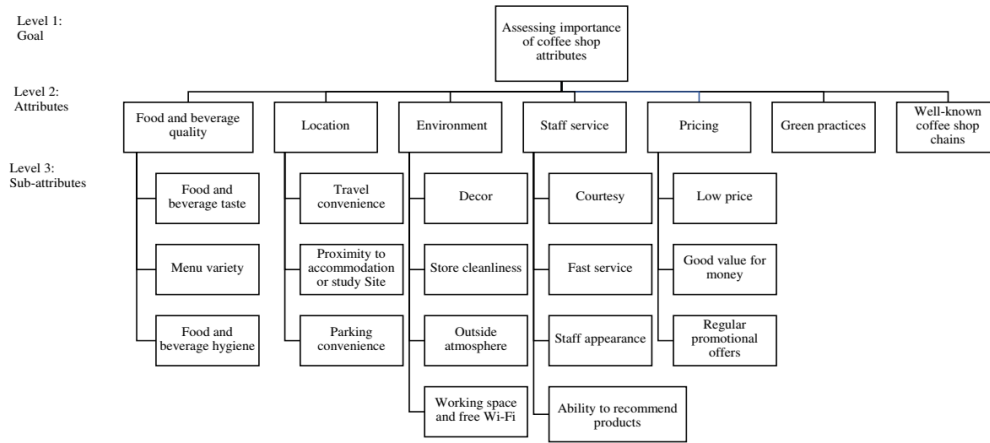 Level 1:
Goal
Assessing importance
of coffee shop
attributes
Level 2:
Attributes
Food and beverage
quality
Location
Environment
Staff service
Pricing
Green practices
Well-known
coffee shop
chains
Level 3:
Sub-attributes
Food and
beverage taste
Travel
convenience
Decor
Courtesy
Low price
Menu variety
Proximity to
accommodation
or study Site
Store cleanliness
Fast service
Good value for
money
Food and
beverage hygiene
Parking
convenience
Outside
atmosphere
Staff appearance
Regular
promotional
offers
Working space
and free Wi-Fi
Ability to recommend
products